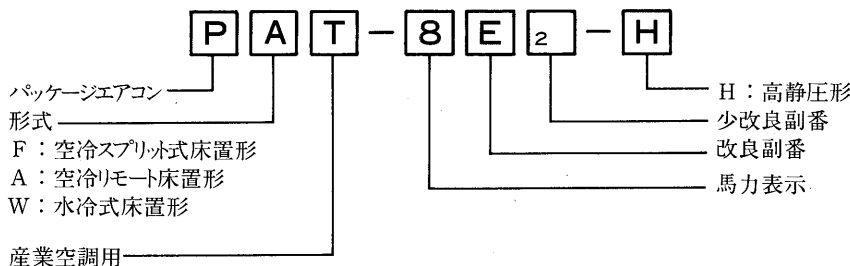 PAT-8E2-H
パッケージエアコン
形式
F：空冷スプリット式床置形
A：空冷リモート床置形
W：水冷式床置形
産業空調用
H：高静圧形
少改良副番
改良副番
馬力表示